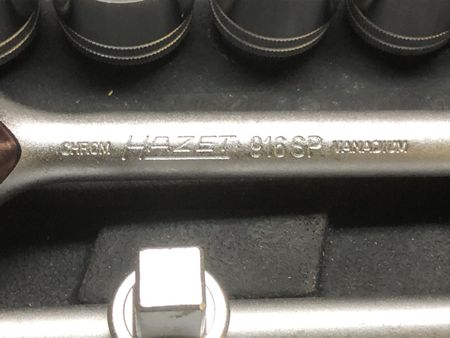 CHROM HAZET 916SP VANADIUM